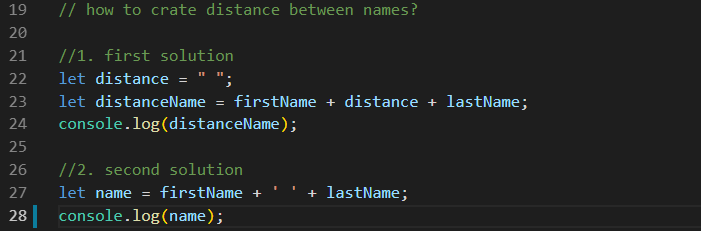 19 // how to crate distance between names?
20
21 //1. first solution
22 let distance = " ";
23 let distanceName = firstName + distance + lastName;
24 console.log(distanceName);
25
26 //2. second solution
27 let name = firstName + ' ' + lastName;
28 console.log(name);